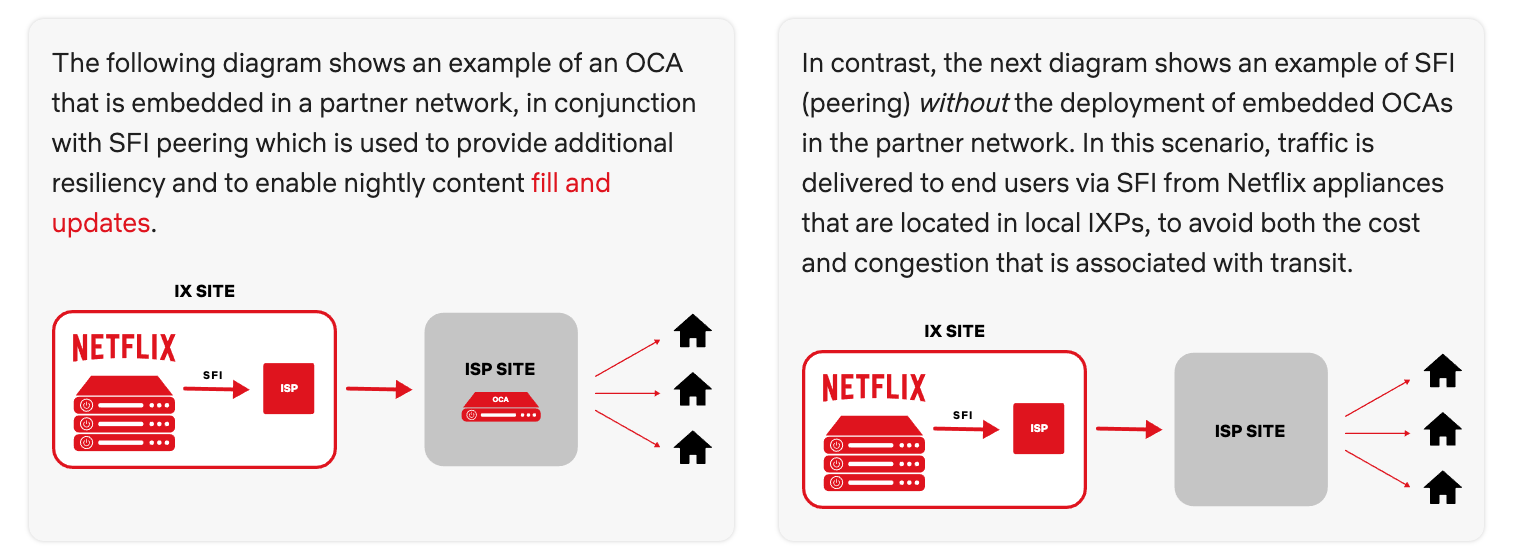 The following diagram shows an example of an OCA
that is embedded in a partner network, in conjunction
with SFI peering which is used to provide additional
resiliency and to enable nightly content fill and
updates.
IX SITE
NETFLIX
SFI
ISP
ISP SITE
OCA
In contrast, the next diagram shows an example of SFI
(peering) without the deployment of embedded OCAs
in the partner network. In this scenario, traffic is
delivered to end users via SFI from Netflix appliances
that are located in local IXPs, to avoid both the cost
and congestion that is associated with transit.
IX SITE
NETFLIX
SFI
ISP
ISP SITE